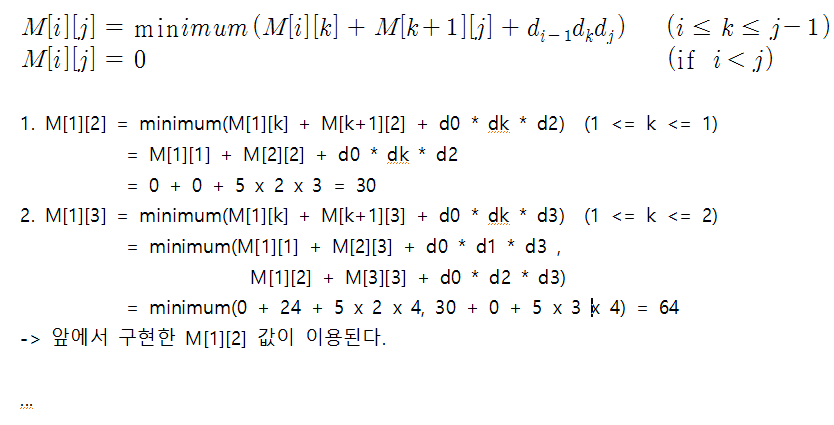 M[i][j] = minimum(M[i][k] + M[k+1][j] + d_{i-1}d_kd_j) (i ≤ k ≤ j-1)
M[i][j] = 0 (if i < j)
1. M[1][2] = minimum(M[1][k] + M[k+1][2] + d0 * dk * d2) (1 <= k <= 1)
= M[1][1] + M[2][2] + d0 * dk * d2
= 0 + 0 + 5 x 2 x 3 = 30
2. M[1][3] = minimum(M[1][k] + M[k+1][3] + d0 * dk * d3) (1 <= k <= 2)
= minimum(M[1][1] + M[2][3] + d0 * d1 * d3 ,
M[1][2] + M[3][3] + d0 * d2 * d3)
= minimum(0 + 24 + 5 x 2 x 4, 30 + 0 + 5 x 3 x 4) = 64
-> 앞에서 구현한 M[1][2] 값이 이용된다.
...